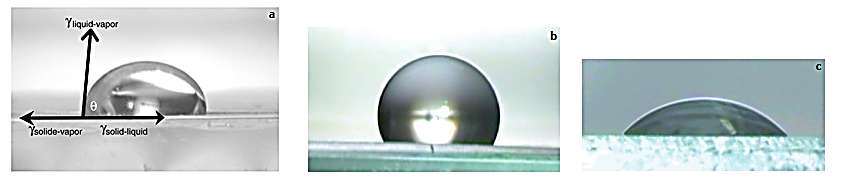 a
γliquid-vapor
θ
γsolide-vapor γsolid-liquid
b
c